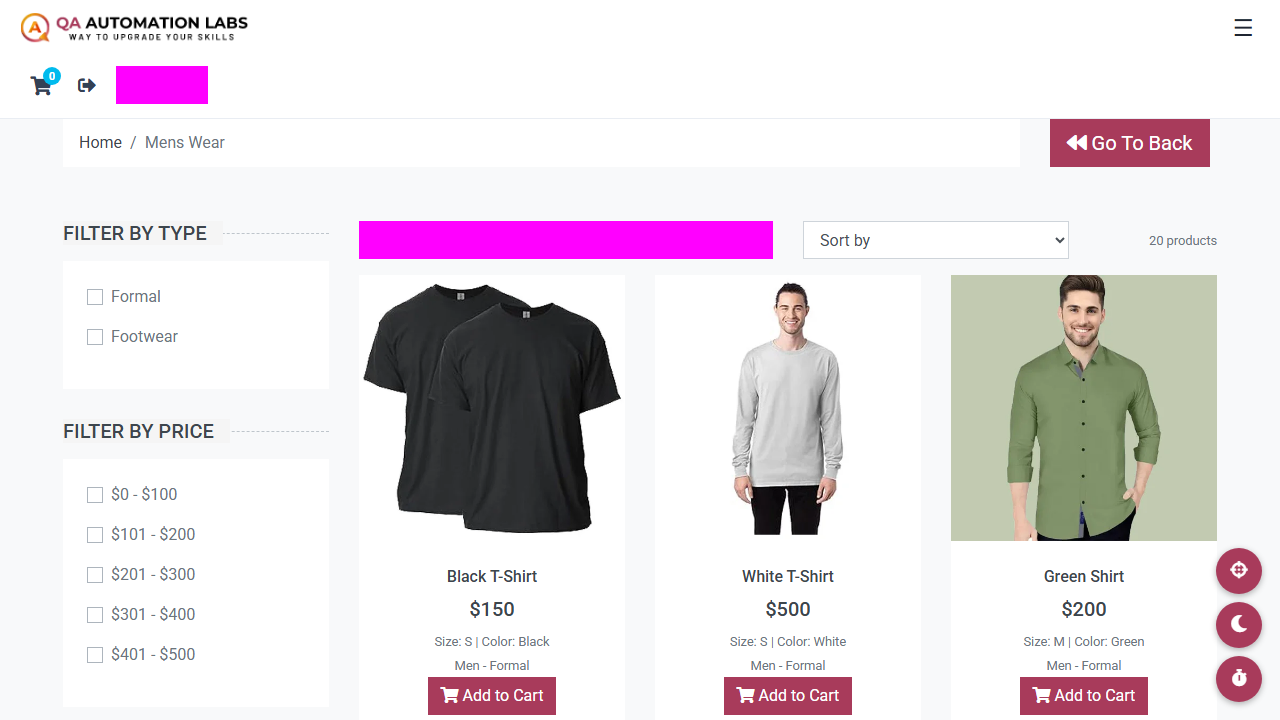 QA AUTOMATION LABS
WAY TO UPGRADE YOUR SKILLS
0
Home / Mens Wear
Go To Back
FILTER BY TYPE
Formal
Footwear
FILTER BY PRICE
$0 - $100
$101 - $200
$201 - $300
$301 - $400
$401 - $500
Sort by
20 products
Black T-Shirt
$150
Size: S | Color: Black
Men - Formal
Add to Cart
White T-Shirt
$500
Size: S | Color: White
Men - Formal
Add to Cart
Green Shirt
$200
Size: M | Color: Green
Men - Formal
Add to Cart